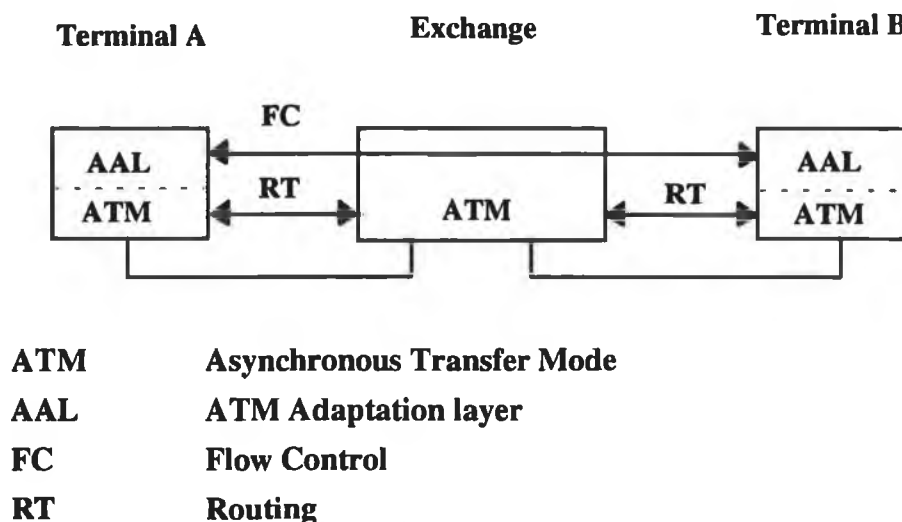 Terminal A Exchange Terminal B
FC
AAL AAL
RT RT
ATM ATM ATM
ATM Asynchronous Transfer Mode
AAL ATM Adaptation layer
FC Flow Control
RT Routing